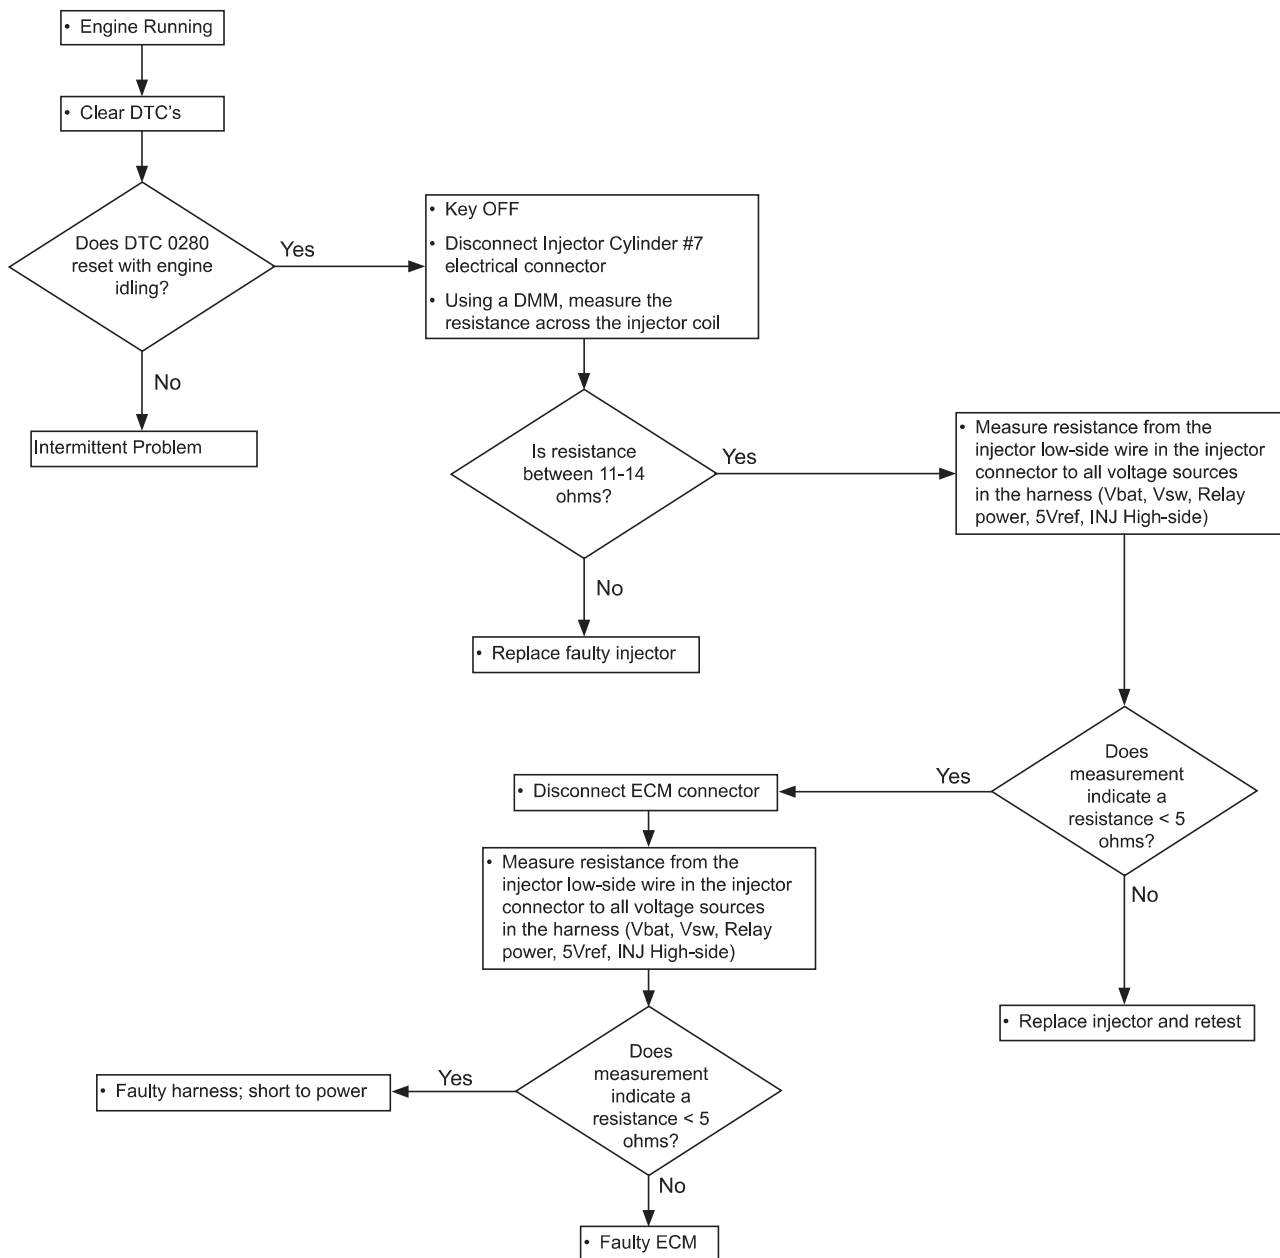 • Engine Running
• Clear DTC's
Does DTC 0280
reset with engine
idling?
Yes
No
Intermittent Problem
• Key OFF
• Disconnect Injector Cylinder #7
electrical connector
• Using a DMM, measure the
resistance across the injector coil
Is resistance
between 11-14
ohms?
Yes
No
• Replace faulty injector
• Measure resistance from the
injector low-side wire in the injector
connector to all voltage sources
in the harness (Vbat, Vsw, Relay
power, 5Vref, INJ High-side)
Does
measurement
indicate a
resistance < 5
ohms?
Yes
No
• Replace injector and retest
• Disconnect ECM connector
• Measure resistance from the
injector low-side wire in the injector
connector to all voltage sources
in the harness (Vbat, Vsw, Relay
power, 5Vref, INJ High-side)
Does
measurement
indicate a
resistance < 5
ohms?
Yes
• Faulty harness; short to power
No
• Faulty ECM